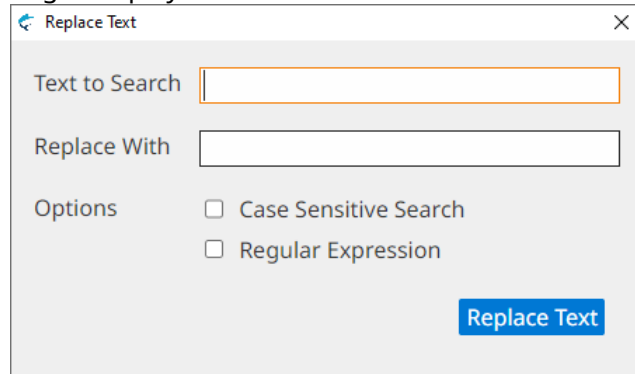 Replace Text
Text to Search
Replace With
Options
Case Sensitive Search
Regular Expression
Replace Text